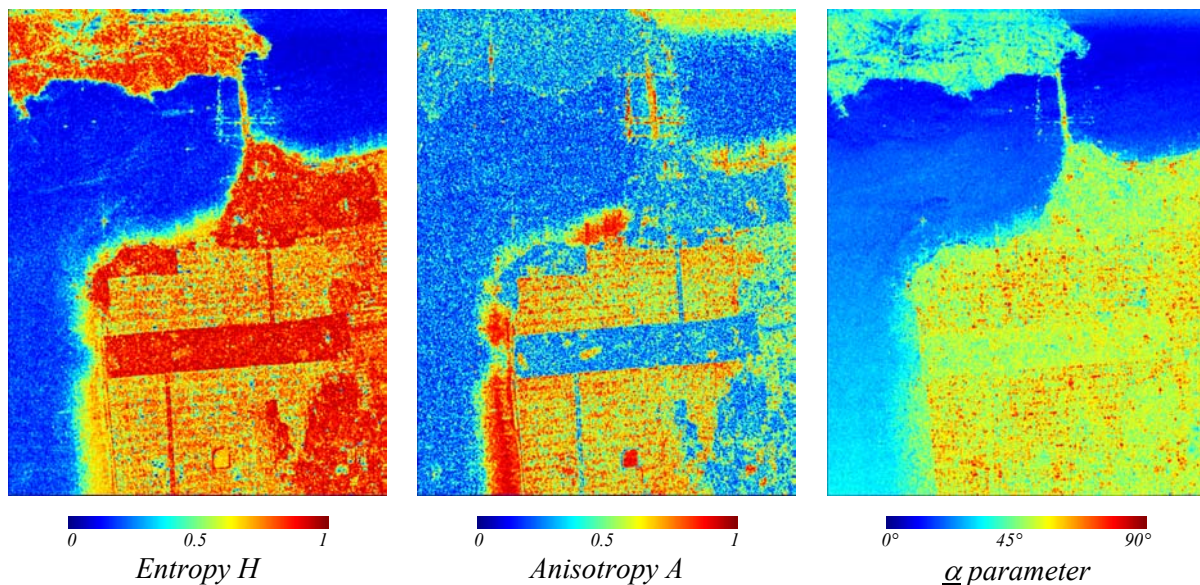 0 0.5 1
Entropy H
0 0.5 1
Anisotropy A
0° 45° 90°
α parameter